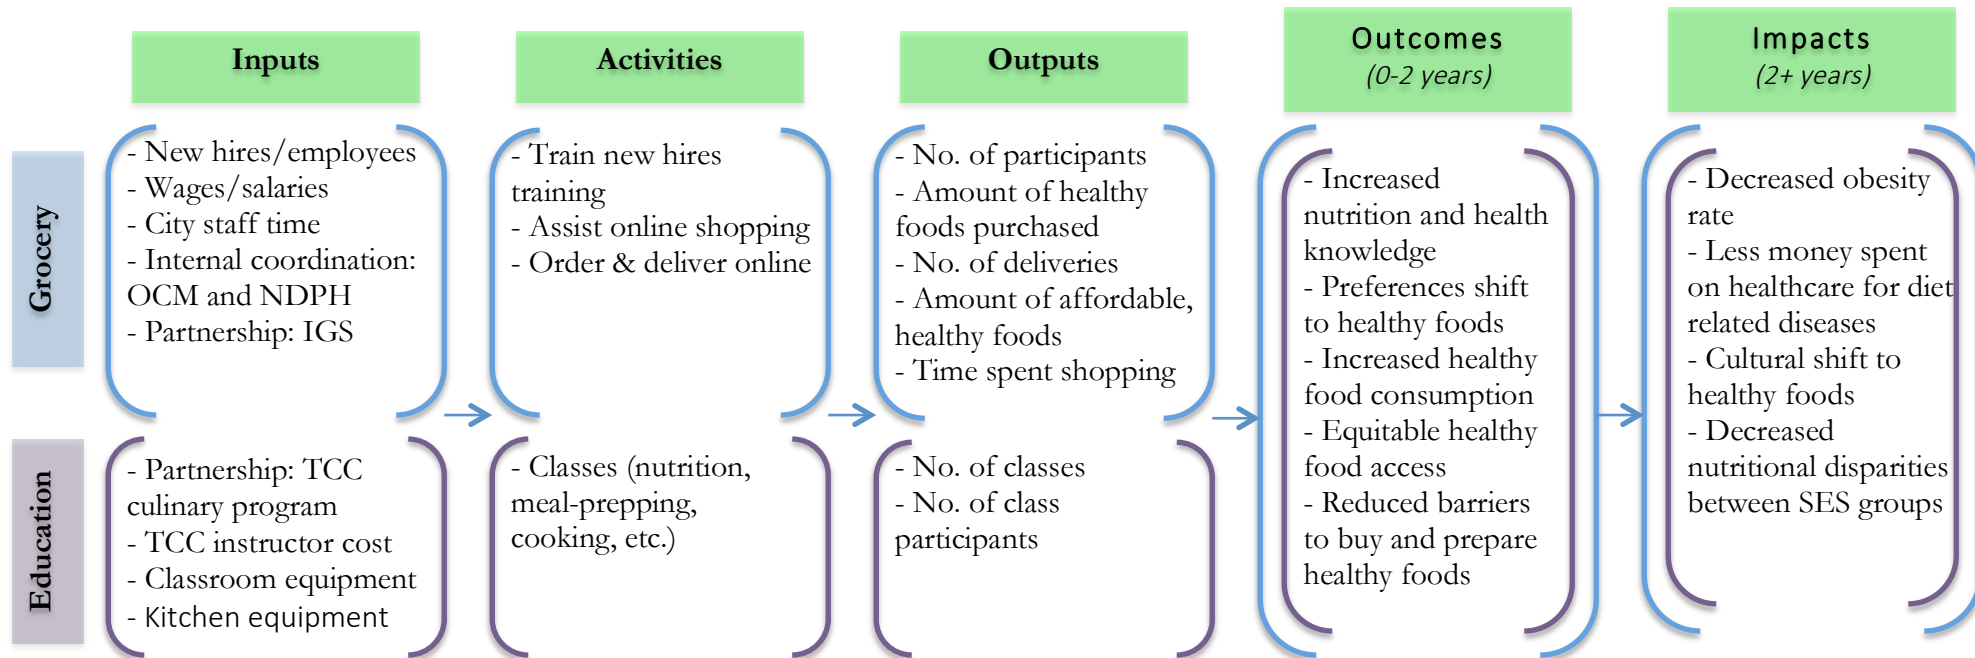 Inputs
Activities
Outputs
Outcomes
(0-2 years)
Impacts
(2+ years)
Grocery
- New hires/employees
- Wages/salaries
- City staff time
- Internal coordination:
OCM and NDPH
- Partnership: IGS
- Train new hires
training
- Assist online shopping
- Order & deliver online
- No. of participants
- Amount of healthy
foods purchased
- No. of deliveries
- Amount of affordable,
healthy foods
- Time spent shopping
- Increased
nutrition and health
knowledge
- Preferences shift
to healthy foods
- Increased healthy
food consumption
- Equitable healthy
food access
- Reduced barriers
to buy and prepare
healthy foods
- Decreased obesity
rate
- Less money spent
on healthcare for diet
related diseases
- Cultural shift to
healthy foods
- Decreased
nutritional disparities
between SES groups
Education
- Partnership: TCC
culinary program
- TCC instructor cost
- Classroom equipment
- Kitchen equipment
- Classes (nutrition,
meal-prepping,
cooking, etc.)
- No. of classes
- No. of class
participants